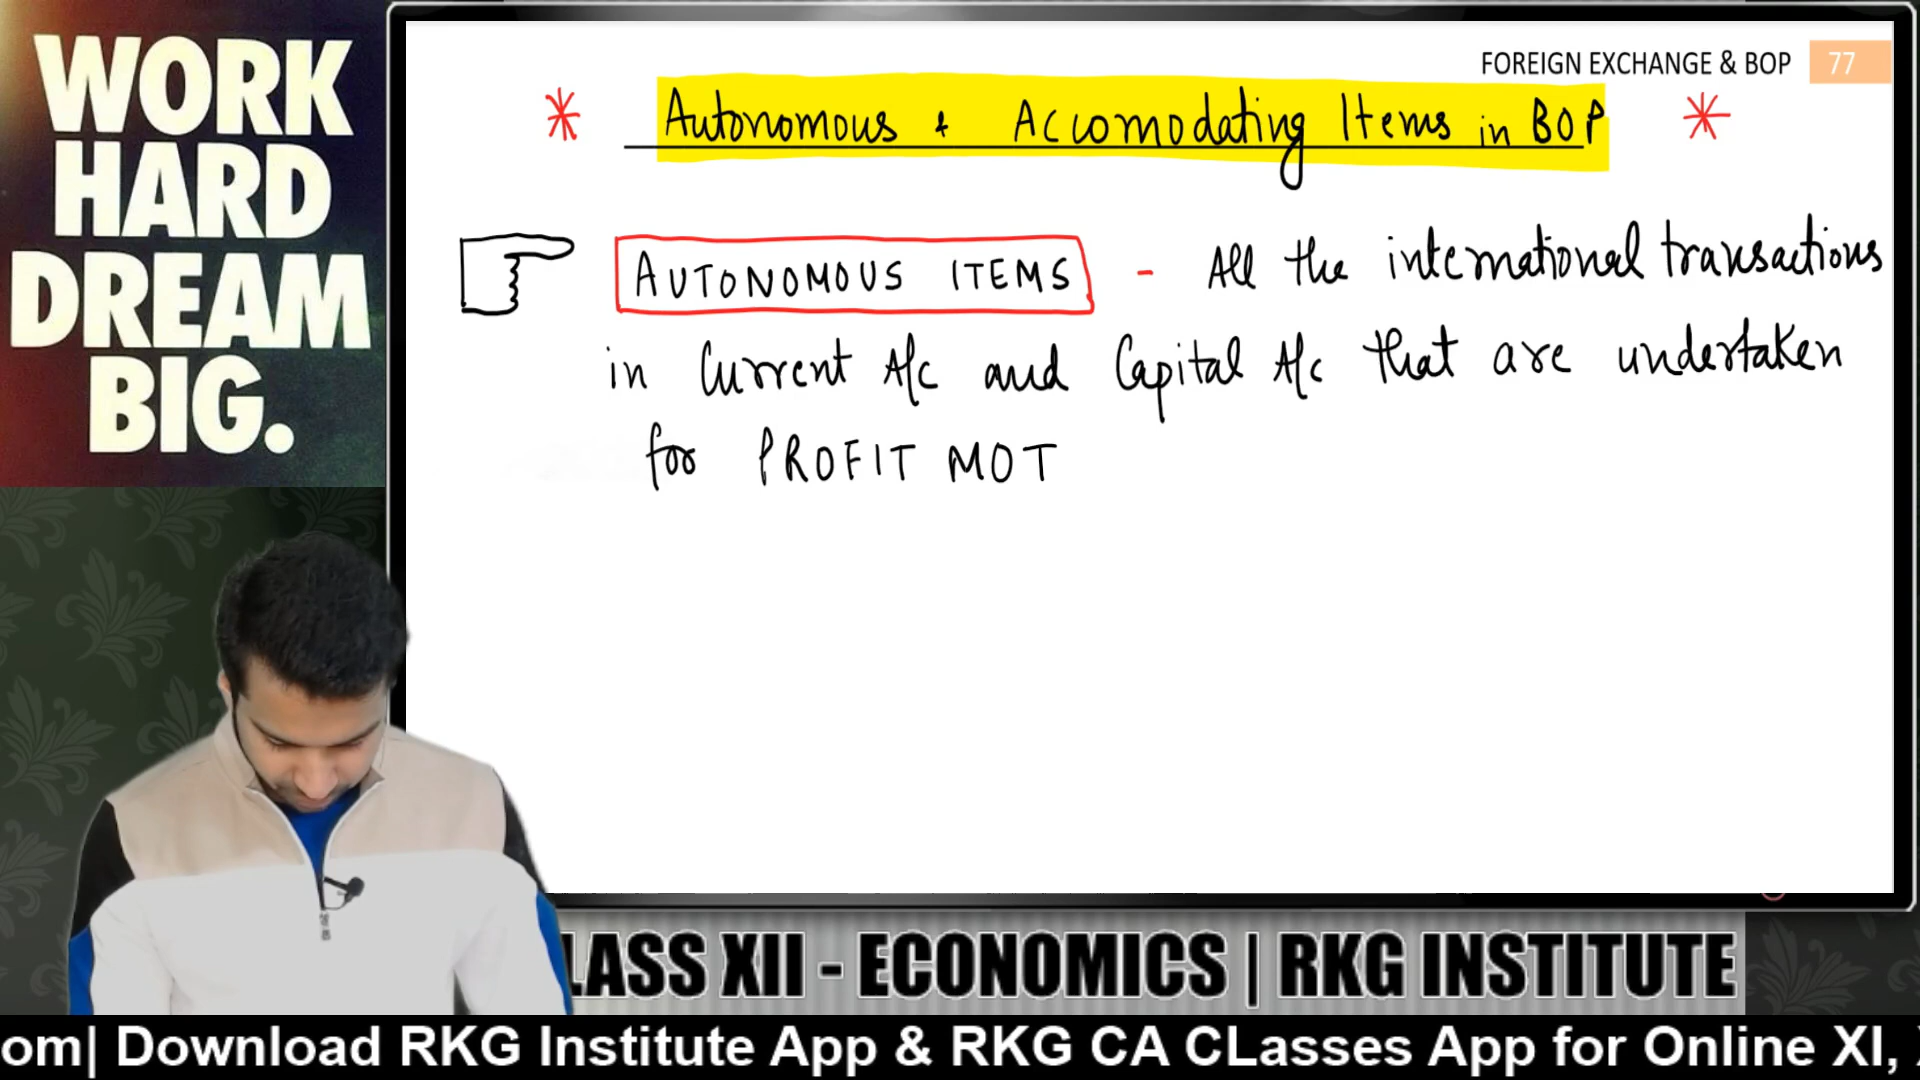 WORK
HARD
DREAM
BIG.
FOREIGN EXCHANGE & BOP 77
* Autonomous & Accomodating Items in BOP *
AUTONOMOUS ITEMS - All the international transactions
in Current A/c and Capital A/c that are undertaken
for PROFIT MOT
LASS XII - ECONOMICS | RKG INSTITUTE
om| Download RKG Institute App & RKG CA CLasses App for Online XI,